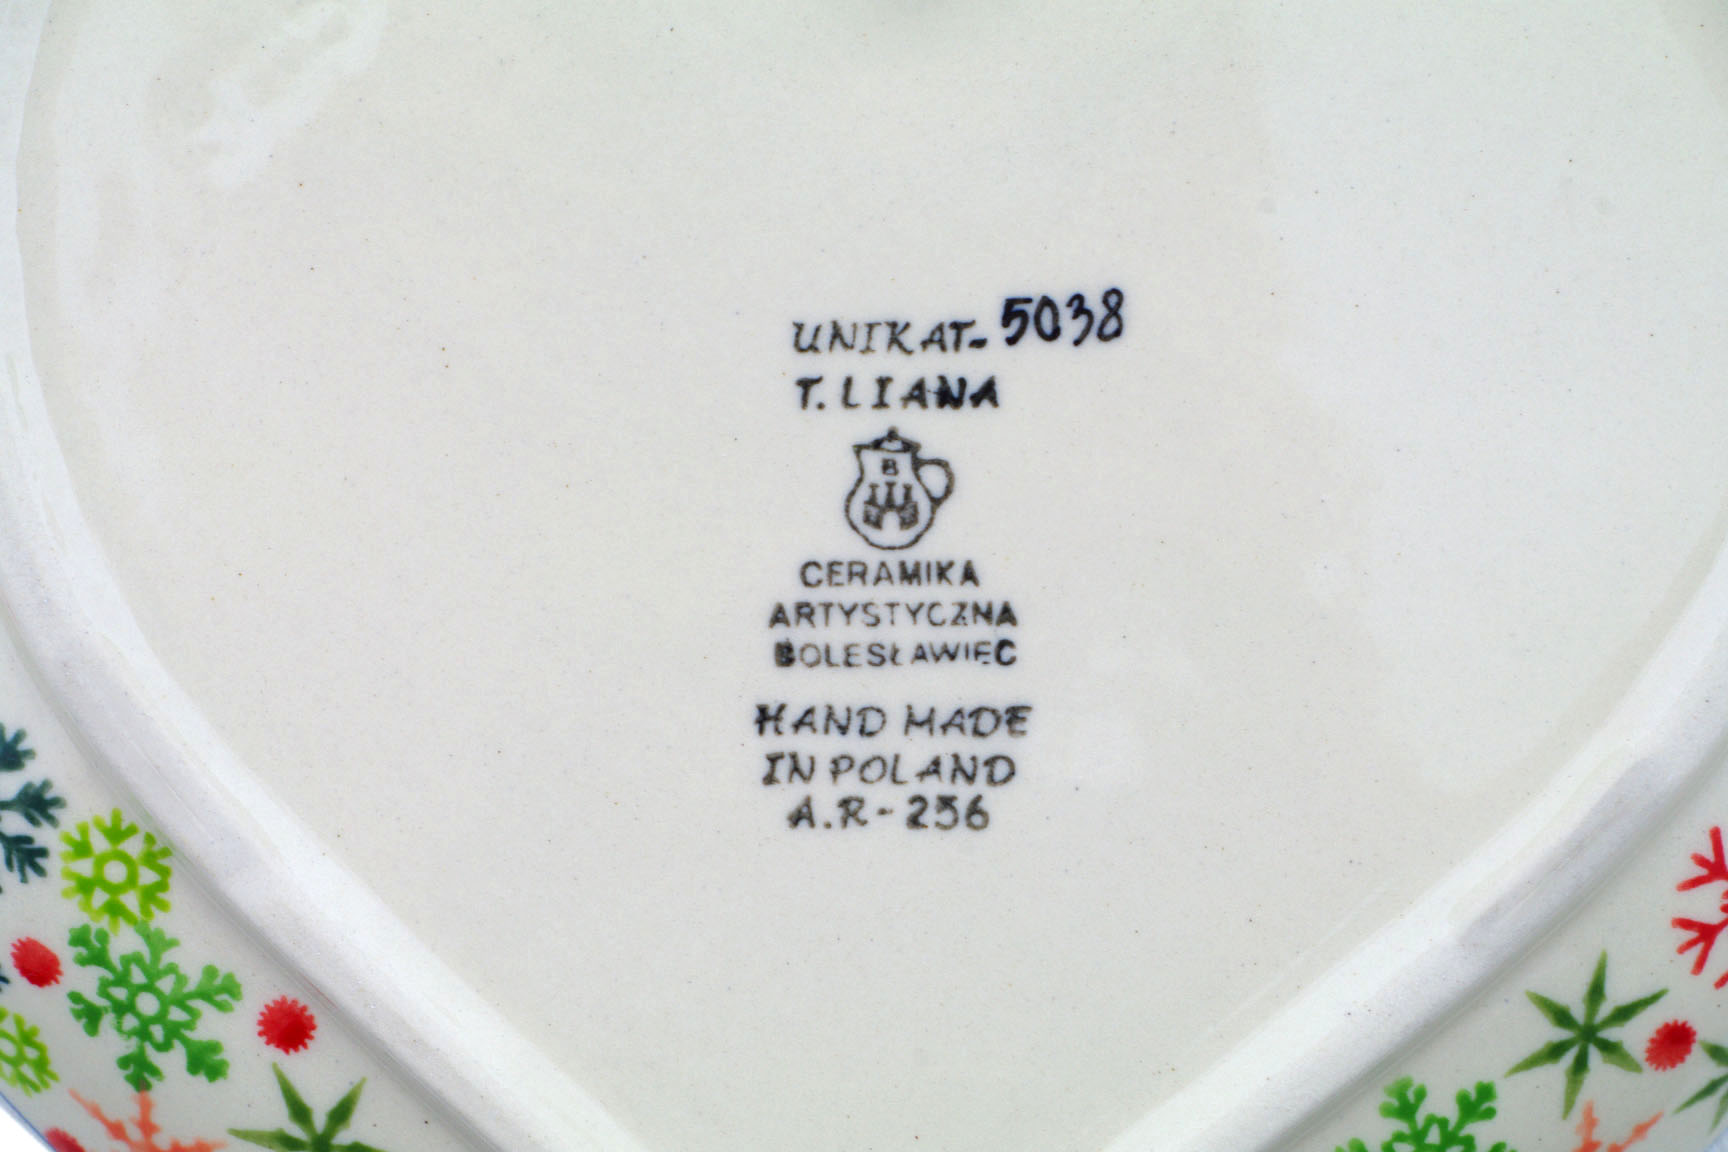 UNIKAT-5038
T. LIANA
B
CERAMIKA
ARTYSTYCZNA
BOLESŁAWIEC
HAND MADE
IN POLAND
A.R-256